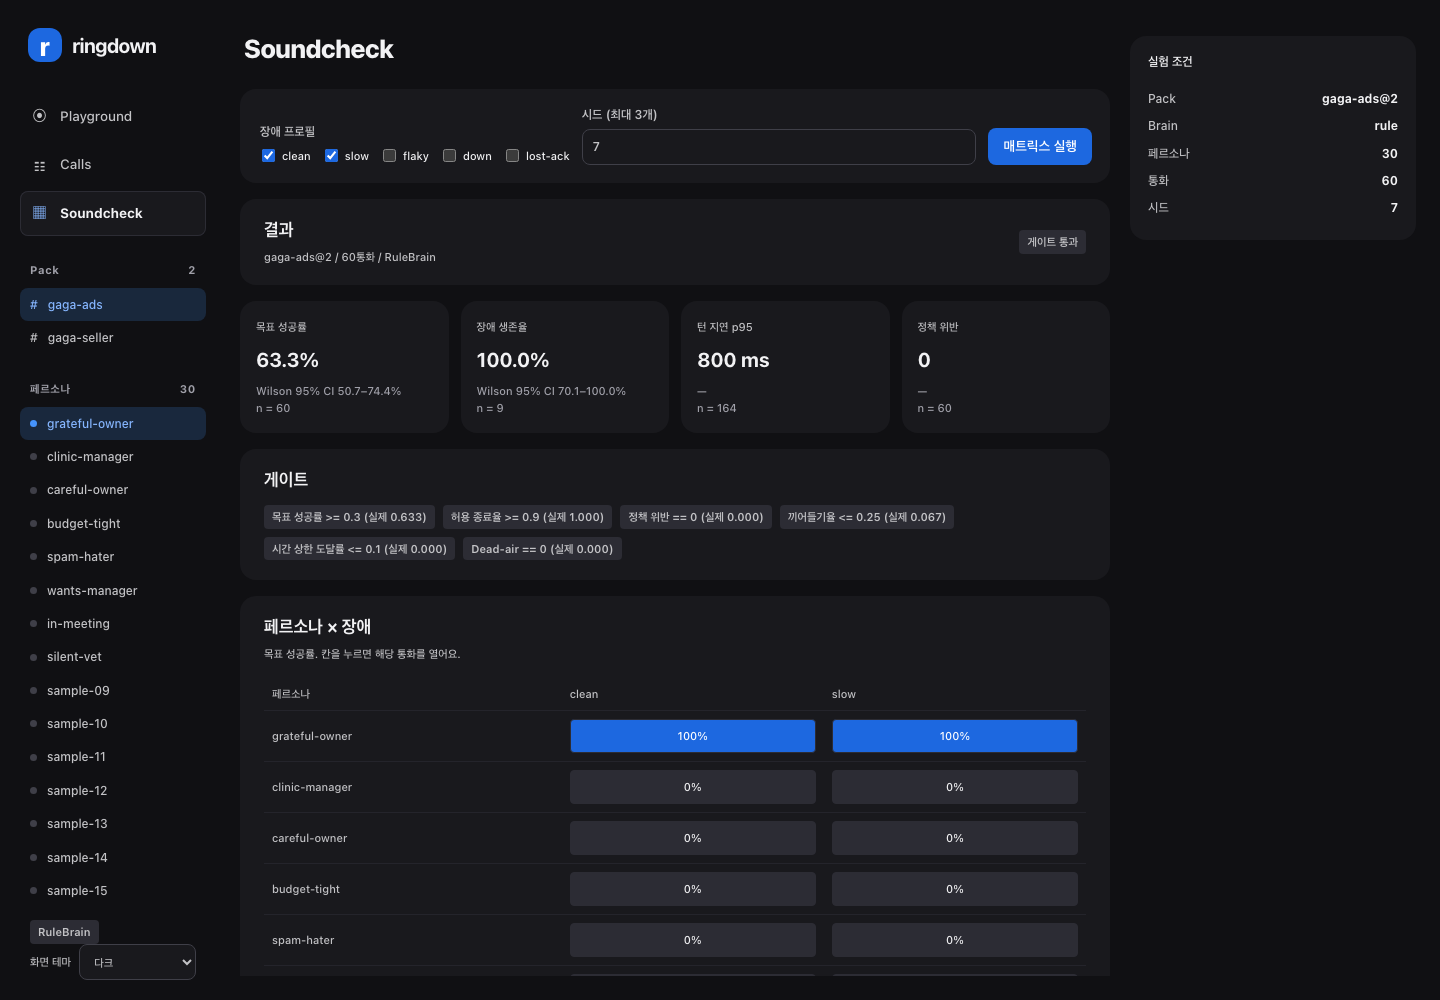 r ringdown
Playground
Calls
Soundcheck
Pack 2
# gaga-ads
# gaga-seller
페르소나 30
grateful-owner
clinic-manager
careful-owner
budget-tight
spam-hater
wants-manager
in-meeting
silent-vet
sample-09
sample-10
sample-11
sample-12
sample-13
sample-14
sample-15
RuleBrain
화면 테마 다크
Soundcheck
장애 프로필
clean slow flaky down lost-ack
시드 (최대 3개)
7
매트릭스 실행
결과
gaga-ads@2 / 60통화 / RuleBrain
게이트 통과
목표 성공률
63.3%
Wilson 95% CI 50.7–74.4%
n = 60
장애 생존율
100.0%
Wilson 95% CI 70.1–100.0%
n = 9
턴 지연 p95
800 ms
—
n = 164
정책 위반
0
—
n = 60
게이트
목표 성공률 >= 0.3 (실제 0.633) 허용 종료율 >= 0.9 (실제 1.000) 정책 위반 == 0 (실제 0.000) 끼어들기율 <= 0.25 (실제 0.067)
시간 상한 도달률 <= 0.1 (실제 0.000) Dead-air == 0 (실제 0.000)
페르소나 × 장애
목표 성공률. 칸을 누르면 해당 통화를 열어요.
페르소나 clean slow
grateful-owner 100% 100%
clinic-manager 0% 0%
careful-owner 0% 0%
budget-tight 0% 0%
spam-hater 0% 0%
실험 조건
Pack gaga-ads@2
Brain rule
페르소나 30
통화 60
시드 7